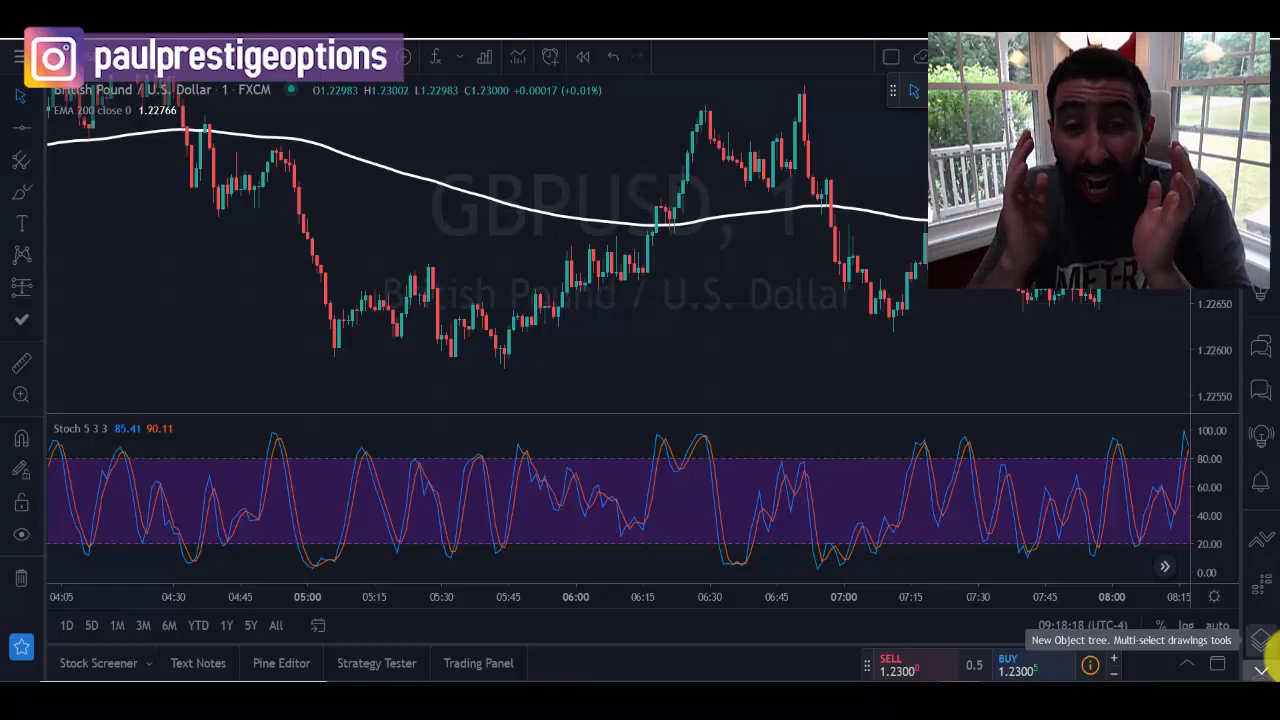 paulprestigeoptions
British Pound / U.S. Dollar · 1 · FXCM O1.22983 H1.23002 L1.22983 C1.23000 +0.00017 (+0.01%)
EMA 200 close 0 1.22766
GBPUSD, 1
British Pound / U.S. Dollar
1.22650
1.22600
1.22550
Stoch 5 3 3 85.41 90.11
100.00
80.00
60.00
40.00
20.00
0.00
04:05 04:30 04:45 05:00 05:15 05:30 05:45 06:00 06:15 06:30 06:45 07:00 07:15 07:30 07:45 08:00 08:15
1D 5D 1M 3M 6M YTD 1Y 5Y All 09:18:18 (UTC-4) % log auto
New Object tree. Multi-select drawings tools
Stock Screener Text Notes Pine Editor Strategy Tester Trading Panel
SELL 1.23000 0.5 BUY 1.23005